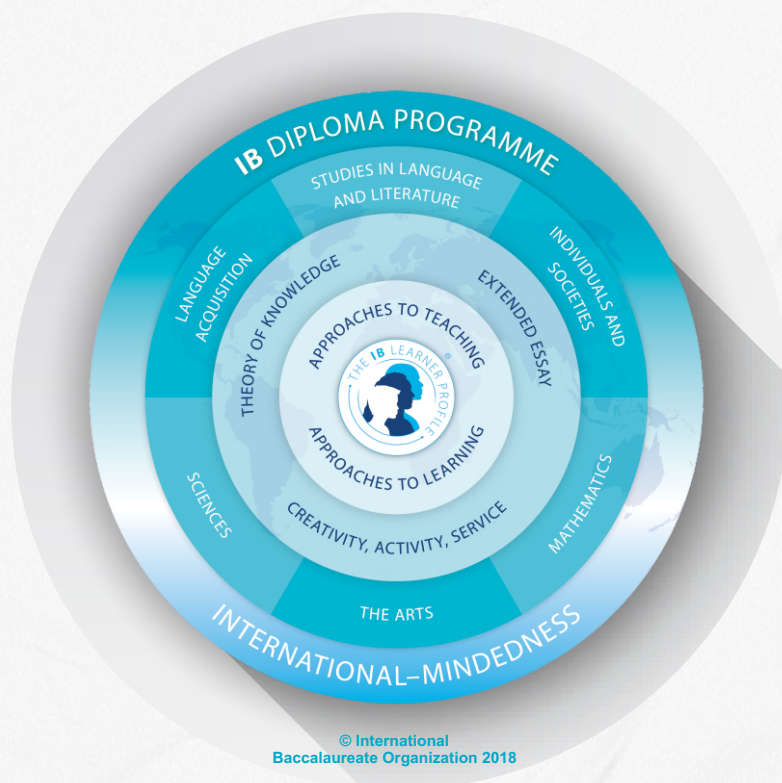 IB DIPLOMA PROGRAMME
STUDIES IN LANGUAGE
AND LITERATURE
LANGUAGE
ACQUISITION
INDIVIDUALS AND
SOCIETIES
THEORY OF KNOWLEDGE
EXTENDED ESSAY
APPROACHES TO TEACHING
THE IB LEARNER PROFILE
®
APPROACHES TO LEARNING
CREATIVITY, ACTIVITY, SERVICE
SCIENCES
MATHEMATICS
THE ARTS
INTERNATIONAL–MINDEDNESS
© International
Baccalaureate Organization 2018